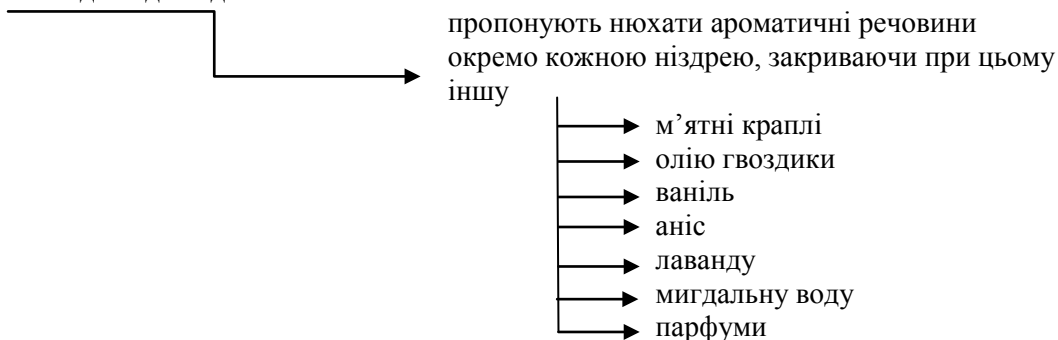 пропонують нюхати ароматичні речовини
окремо кожною ніздрею, закриваючи при цьому
іншу
м’ятні краплі
олію гвоздики
ваніль
аніс
лаванду
мигдальну воду
парфуми